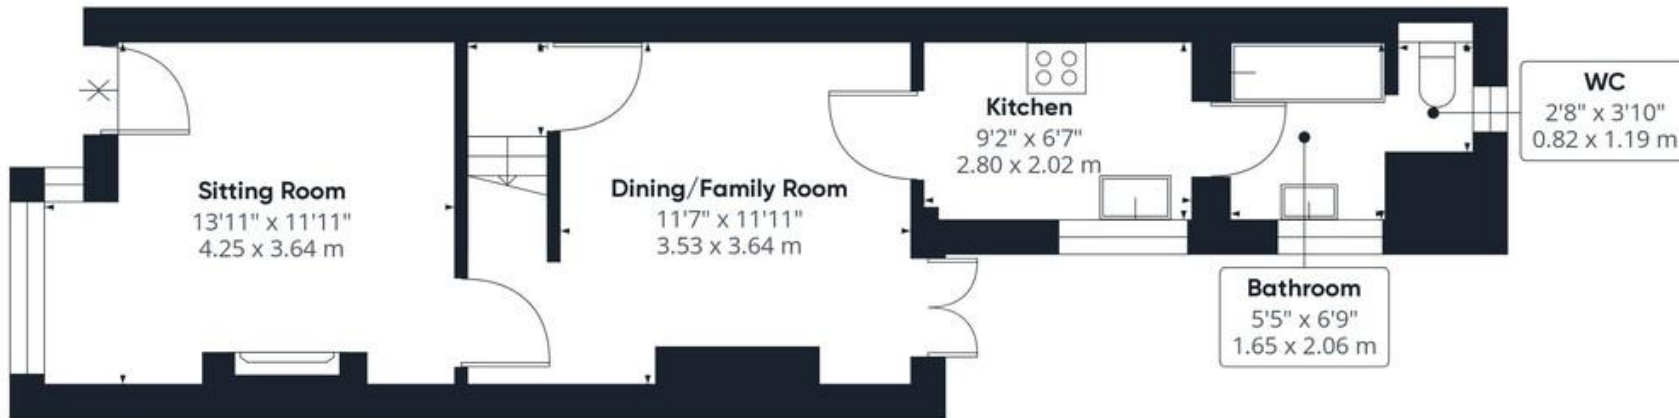 Sitting Room
13'11" x 11'11"
4.25 x 3.64 m
Dining/Family Room
11'7" x 11'11"
3.53 x 3.64 m
Kitchen
9'2" x 6'7"
2.80 x 2.02 m
WC
2'8" x 3'10"
0.82 x 1.19 m
Bathroom
5'5" x 6'9"
1.65 x 2.06 m